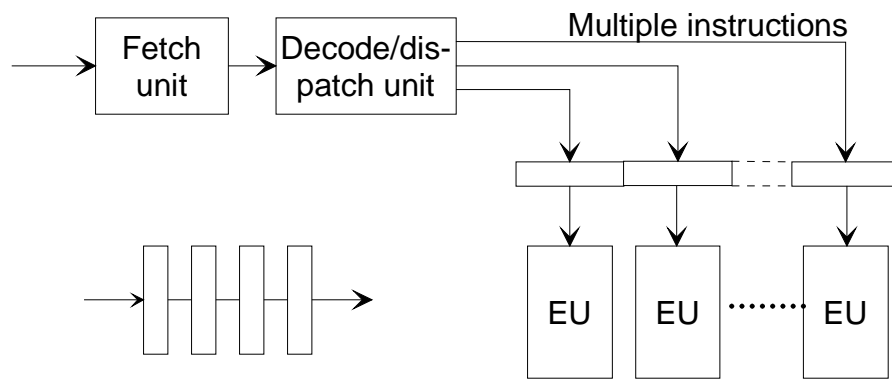 Fetch
unit
Decode/dis-
patch unit
Multiple instructions
EU
EU
EU